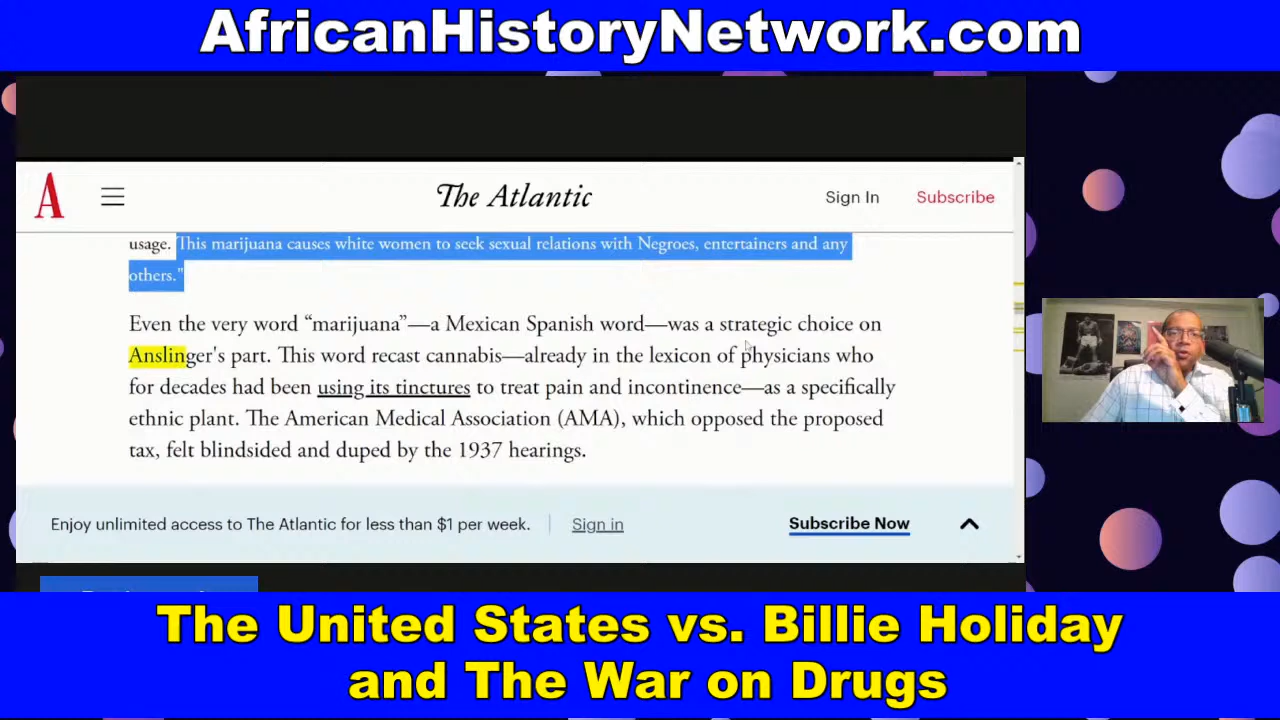 AfricanHistoryNetwork.com
A
The Atlantic
Sign In
Subscribe
usage. This marijuana causes white women to seek sexual relations with Negroes, entertainers and any
others."
Even the very word “marijuana”—a Mexican Spanish word—was a strategic choice on
Anslinger's part. This word recast cannabis—already in the lexicon of physicians who
for decades had been using its tinctures to treat pain and incontinence—as a specifically
ethnic plant. The American Medical Association (AMA), which opposed the proposed
tax, felt blindsided and duped by the 1937 hearings.
Enjoy unlimited access to The Atlantic for less than $1 per week.
Sign in
Subscribe Now
The United States vs. Billie Holiday
and The War on Drugs